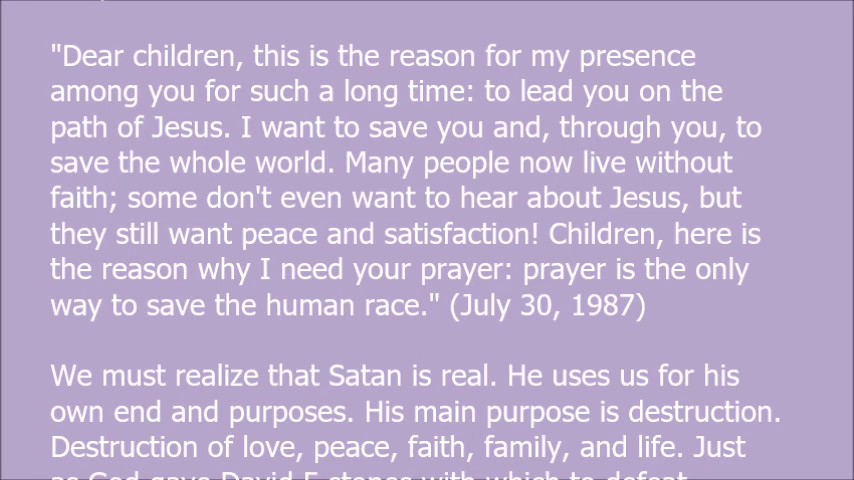 "Dear children, this is the reason for my presence
among you for such a long time: to lead you on the
path of Jesus. I want to save you and, through you, to
save the whole world. Many people now live without
faith; some don't even want to hear about Jesus, but
they still want peace and satisfaction! Children, here is
the reason why I need your prayer: prayer is the only
way to save the human race." (July 30, 1987)
We must realize that Satan is real. He uses us for his
own end and purposes. His main purpose is destruction.
Destruction of love, peace, faith, family, and life. Just
as God gave David 5 stones with which to defeat